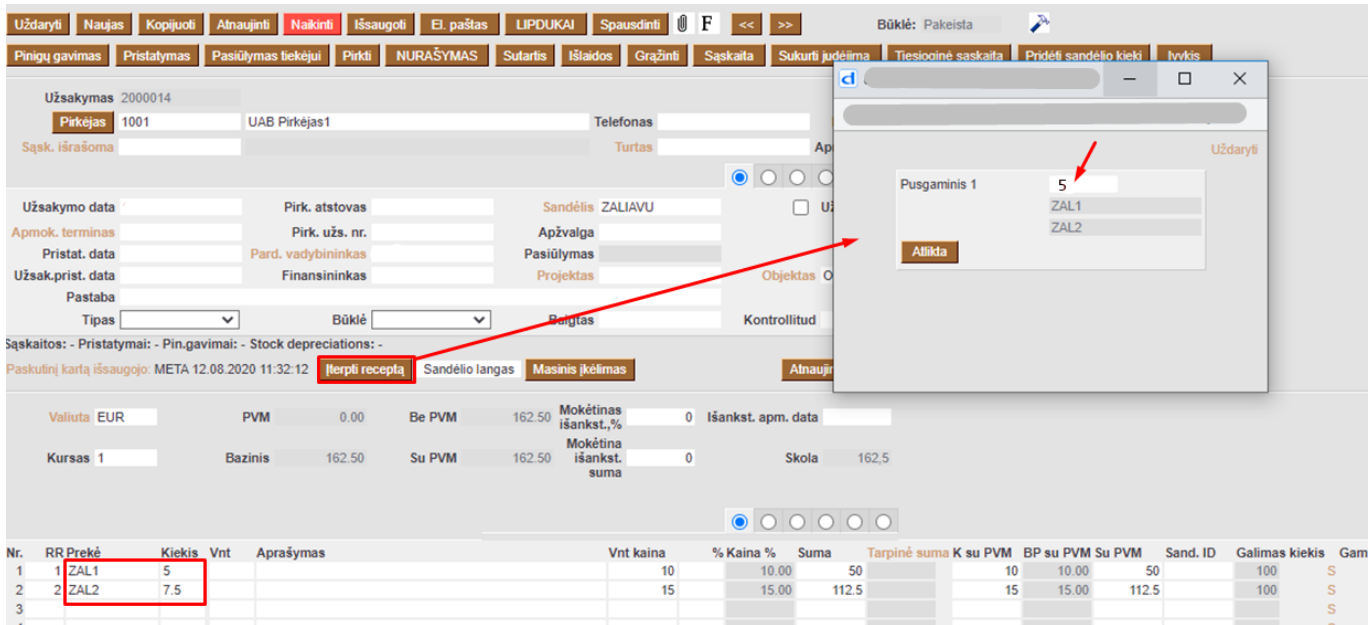 Uždaryti Naujas Kopijuoti Atnaujinti Naikinti Išsaugoti El. paštas LIPDUKAI Spausdinti F << >> Būklė: Pakeista
Pinigų gavimas Pristatymas Pasiūlymas tiekėjui Pirkti NURAŠYMAS Sutartis Išlaidos Grąžinti Sąskaita Sukurti judėjimą Tiesioginė sąskaita Pridėti sandėlio kiekį Įvykis
Užsakymas 2000014
Pirkėjas 1001 UAB Pirkėjas1 Telefonas
Sąsk. išrašoma Turtas
Uždaryti
Pusgaminis 1 5
ZAL1
ZAL2
Atlikta
Užsakymo data Pirk. atstovas Sandėlis ZALIAVU
Apmok. terminas Pirk. užs. nr. Apžvalga
Pristat. data Pard. vadybininkas Pasiūlymas
Užsak.prist. data Finansininkas Projektas Objektas
Pastaba
Tipas Būklė Baigtas Kontrollitud
Sąskaitos: - Pristatymai: - Pin.gavimai: - Stock depreciations: -
Paskutinį kartą išsaugojo: META 12.08.2020 11:32:12 Įterpti receptą Sandėlio langas Masinis įkėlimas
Valiuta EUR PVM 0.00 Be PVM 162.50 Mokėtinas išankst.,% 0 Išankst. apm. data
Kursas 1 Bazinis 162.50 Su PVM 162.50 Mokėtina išankst. suma 0 Skola 162,5
Nr. RR Prekė Kiekis Vnt Aprašymas Vnt kaina % Kaina % Suma Tarpinė suma K su PVM BP su PVM Su PVM Sand. ID Galimas kiekis Gam
1 1 ZAL1 5 10 10.00 50 10 10.00 50 100 S
2 2 ZAL2 7.5 15 15.00 112.5 15 15.00 112.5 100 S
3 S